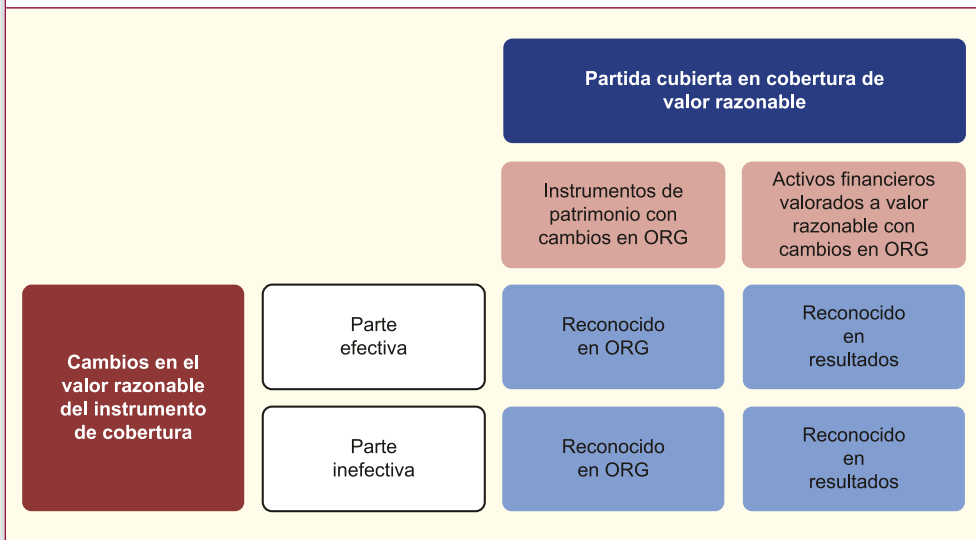 Partida cubierta en cobertura de
valor razonable
Instrumentos de
patrimonio con
cambios en ORG
Activos financieros
valorados a valor
razonable con
cambios en ORG
Cambios en el
valor razonable
del instrumento
de cobertura
Parte
efectiva
Reconocido
en ORG
Reconocido
en
resultados
Parte
inefectiva
Reconocido
en ORG
Reconocido
en
resultados